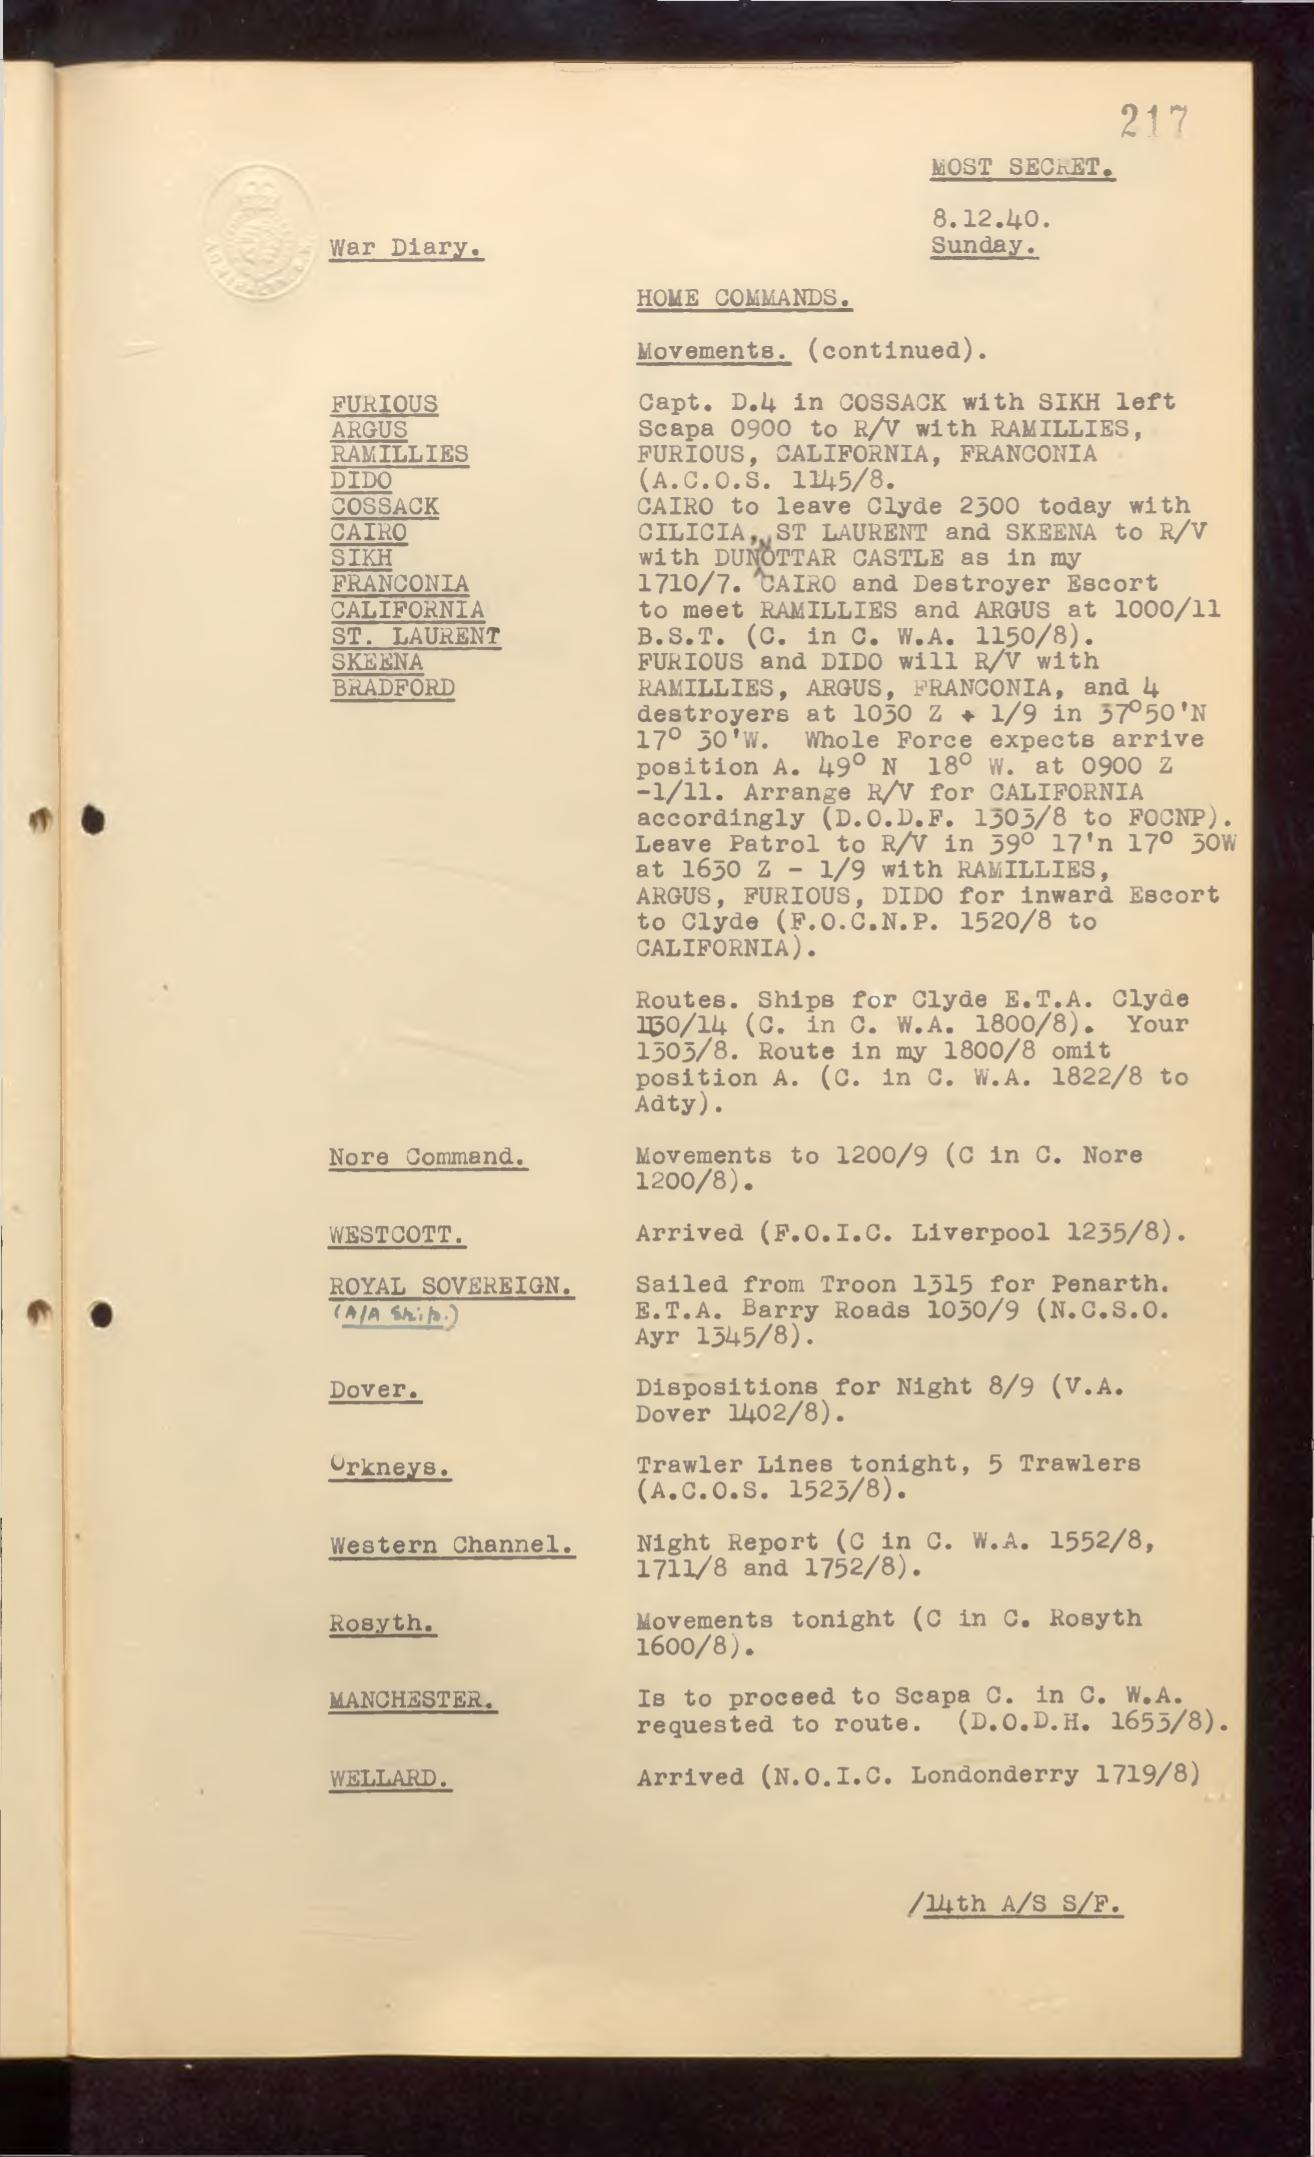 217
MOST SECRET.
8.12.40.
Sunday.
War Diary.
HOME COMMANDS.
Movements. (continued).
FURIOUS
ARGUS
RAMILLIES
DIDO
COSSACK
CAIRO
SIKH
FRANCONIA
CALIFORNIA
ST. LAURENT
SKEENA
BRADFORD
Capt. D.4 in COSSACK with SIKH left
Scapa 0900 to R/V with RAMILLIES,
FURIOUS, CALIFORNIA, FRANCONIA
(A.C.O.S. 1145/8.
CAIRO to leave Clyde 2300 today with
CILICIA, ST LAURENT and SKEENA to R/V
with DUNNOTTAR CASTLE as in my
1710/7. CAIRO and Destroyer Escort
to meet RAMILLIES and ARGUS at 1000/11
B.S.T. (C. in C. W.A. 1150/8).
FURIOUS and DIDO will R/V with
RAMILLIES, ARGUS, FRANCONIA, and 4
destroyers at 1030 Z + 1/9 in 37°50'N
17° 30'W. Whole Force expects arrive
position A. 49° N 18° W. at 0900 Z
-1/11. Arrange R/V for CALIFORNIA
accordingly (D.O.D.F. 1303/8 to FOCNP).
Leave Patrol to R/V in 39° 17'n 17° 30W
at 1630 Z - 1/9 with RAMILLIES,
ARGUS, FURIOUS, DIDO for inward Escort
to Clyde (F.O.C.N.P. 1520/8 to
CALIFORNIA).
Routes. Ships for Clyde E.T.A. Clyde
1130/14 (C. in C. W.A. 1800/8). Your
1303/8. Route in my 1800/8 omit
position A. (C. in C. W.A. 1822/8 to
Adty).
Nore Command.
Movements to 1200/9 (C in C. Nore
1200/8).
WESTCOTT.
Arrived (F.O.I.C. Liverpool 1235/8).
ROYAL SOVEREIGN.
(A/A Ship.)
Sailed from Troon 1315 for Penarth.
E.T.A. Barry Roads 1030/9 (N.C.S.O.
Ayr 1345/8).
Dover.
Dispositions for Night 8/9 (V.A.
Dover 1402/8).
Orkneys.
Trawler Lines tonight, 5 Trawlers
(A.C.O.S. 1523/8).
Western Channel.
Night Report (C in C. W.A. 1552/8,
1711/8 and 1752/8).
Rosyth.
Movements tonight (C in C. Rosyth
1600/8).
MANCHESTER.
Is to proceed to Scapa C. in C. W.A.
requested to route. (D.O.D.H. 1653/8).
WELLARD.
Arrived (N.O.I.C. Londonderry 1719/8)
/14th A/S S/F.